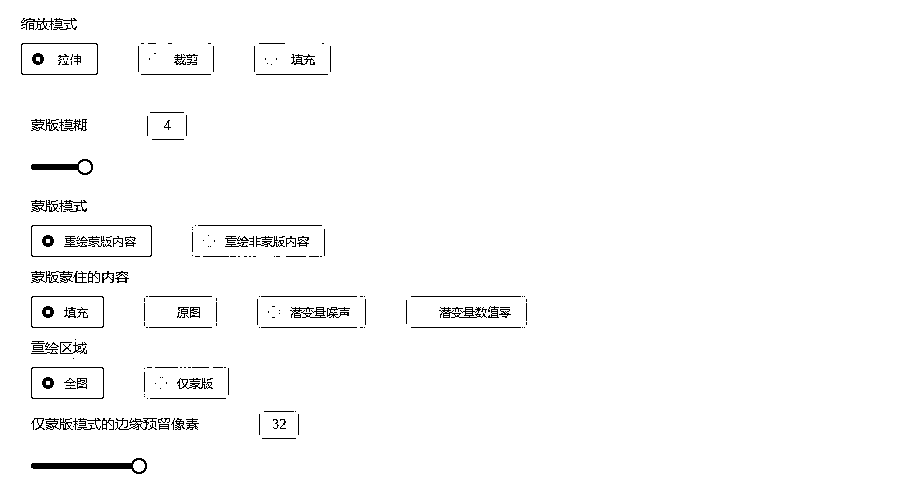 缩放模式
拉伸 裁剪 填充
蒙版模糊 4
蒙版模式
重绘蒙版内容 重绘非蒙版内容
蒙版蒙住的内容
填充 原图 潜变量噪声 潜变量数值零
重绘区域
全图 仅蒙版
仅蒙版模式的边缘预留像素 32